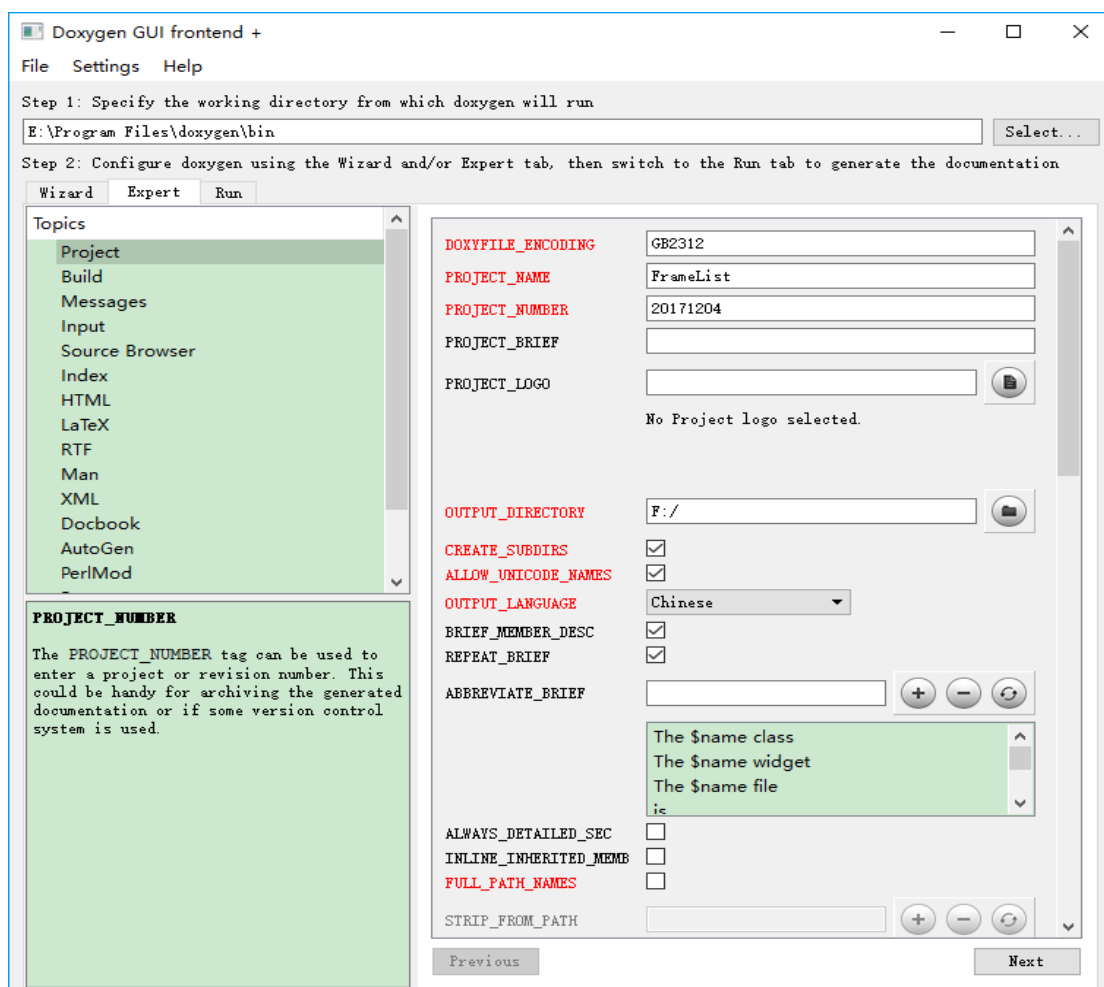 Doxygen GUI frontend +
File Settings Help
Step 1: Specify the working directory from which doxygen will run
E:\Program Files\doxygen\bin
Select...
Step 2: Configure doxygen using the Wizard and/or Expert tab, then switch to the Run tab to generate the documentation
Wizard Expert Run
Topics
Project
Build
Messages
Input
Source Browser
Index
HTML
LaTeX
RTF
Man
XML
Docbook
AutoGen
PerlMod
PROJECT_NUMBER
The PROJECT_NUMBER tag can be used to
enter a project or revision number. This
could be handy for archiving the generated
documentation or if some version control
system is used.
DOXYFILE_ENCODING GB2312
PROJECT_NAME FrameList
PROJECT_NUMBER 20171204
PROJECT_BRIEF
PROJECT_LOGO
No Project logo selected.
OUTPUT_DIRECTORY F:/
CREATE_SUBDIRS
ALLOW_UNICODE_NAMES
OUTPUT_LANGUAGE Chinese
BRIEF_MEMBER_DESC
REPEAT_BRIEF
ABBREVIATE_BRIEF
The $name class
The $name widget
The $name file
is
ALWAYS_DETAILED_SEC
INLINE_INHERITED_MEMB
FULL_PATH_NAMES
STRIP_FROM_PATH
Previous
Next